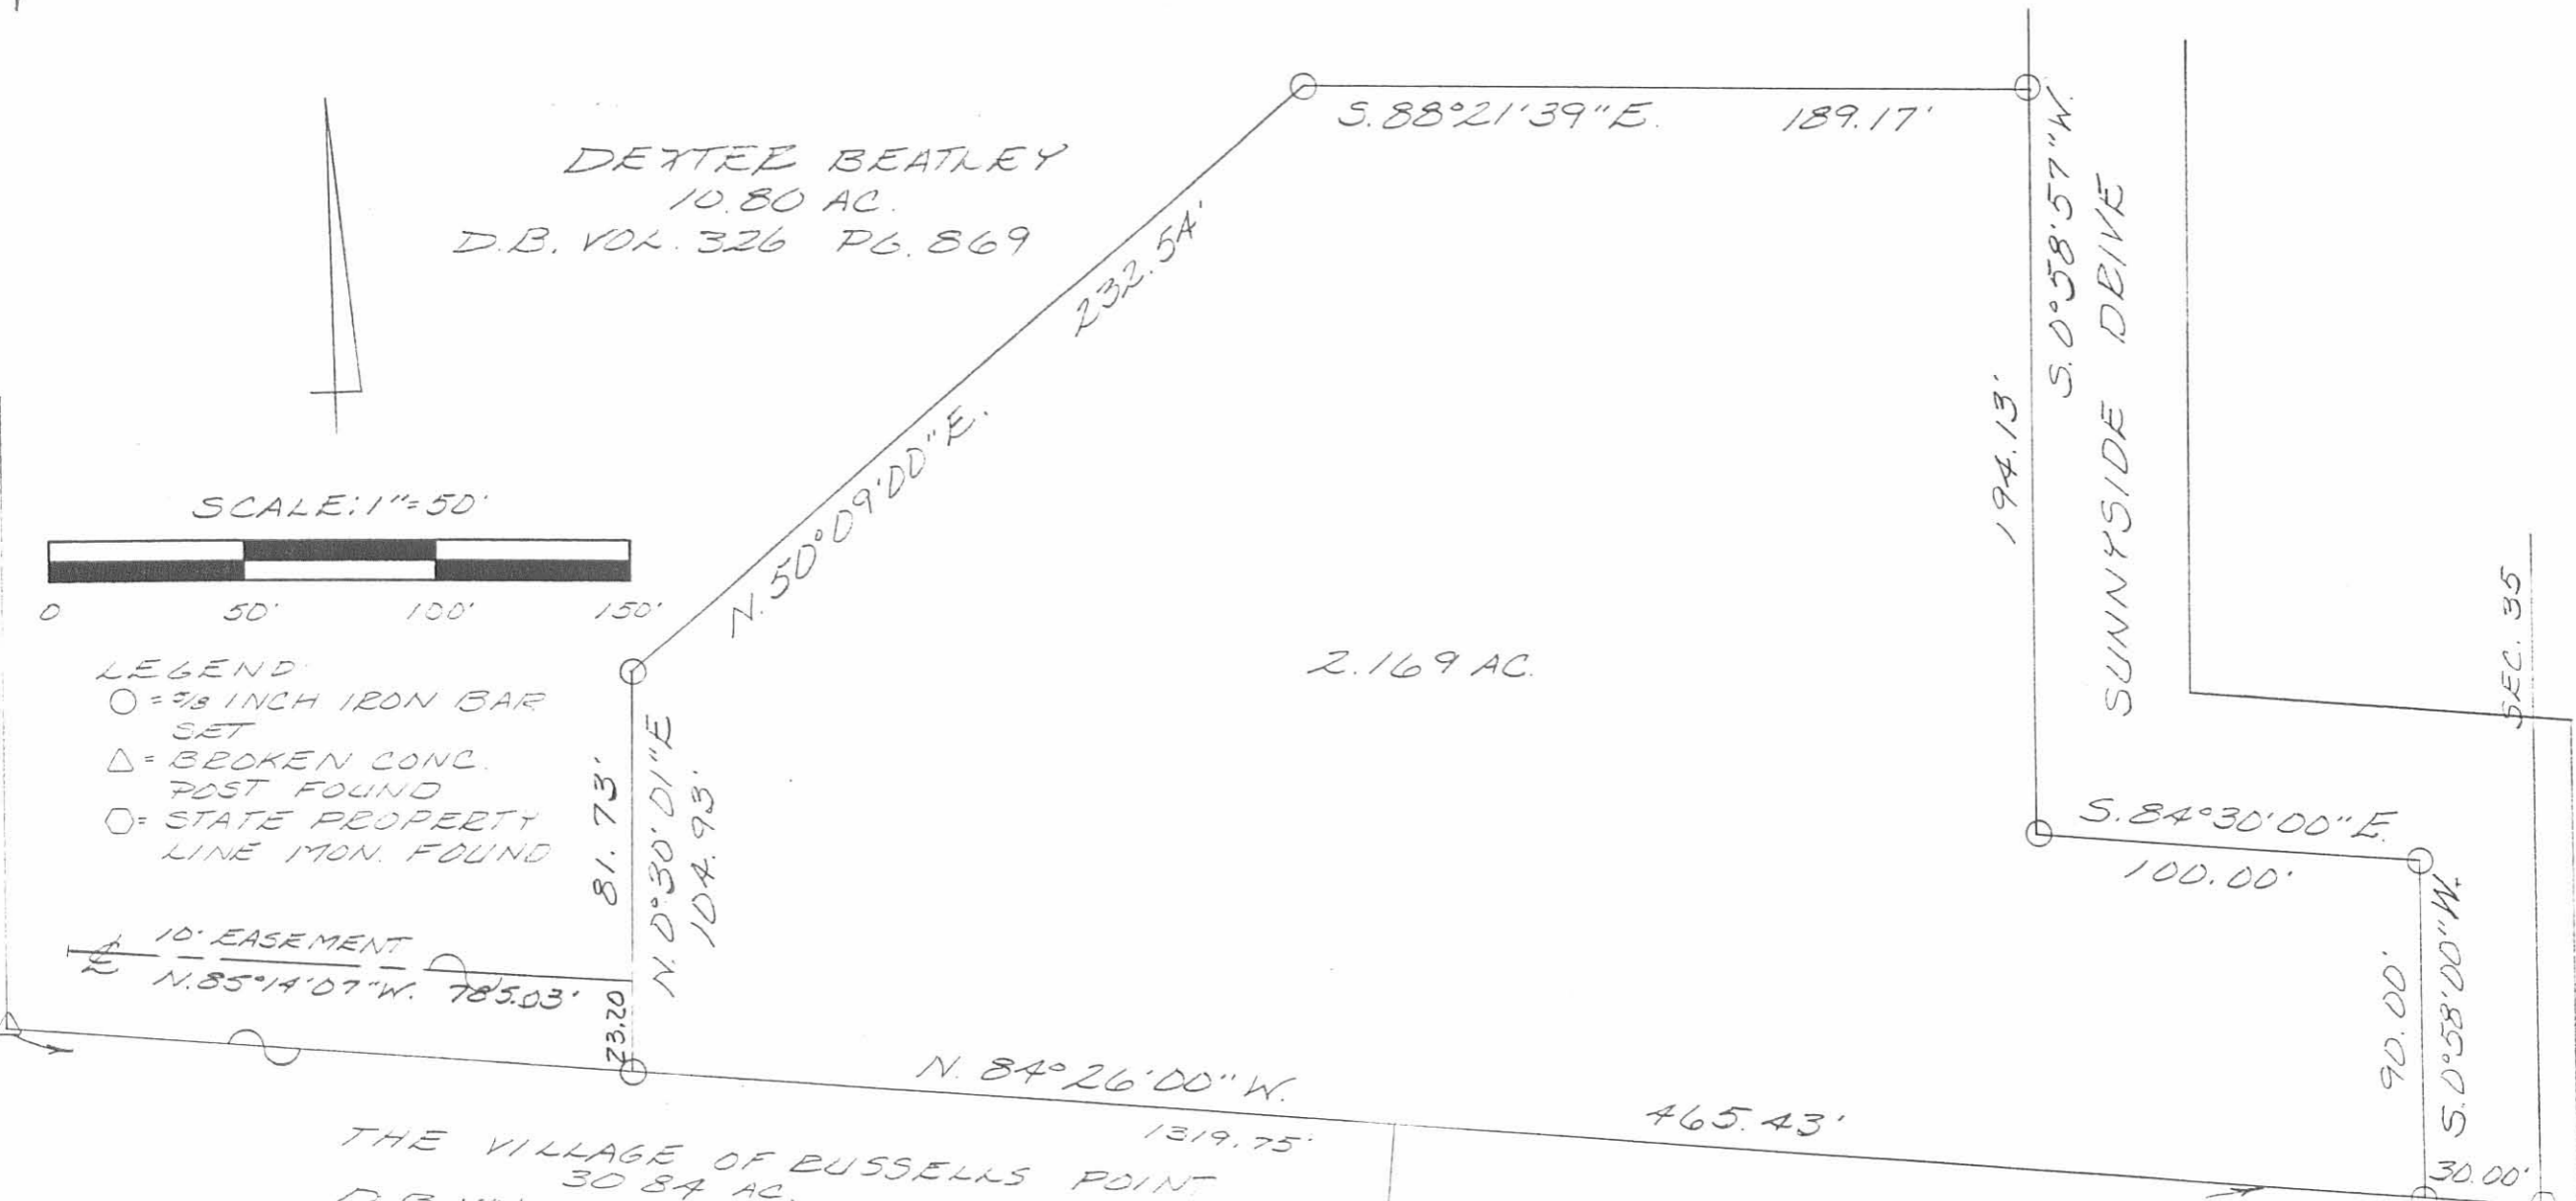 DEXTER BEATLEY
10.80 AC.
D.B. VOL. 326 PG. 869
S.88°21'39"E. 189.17'
S.0°58'57"W.
SUNNYSIDE DRIVE
232.54'
N.50°09'00"E.
194.13'
SCALE: 1"=50'
0 50' 100' 150'
LEGEND
= 5/8 INCH IRON BAR
SET
= BROKEN CONC.
POST FOUND
= STATE PROPERTY
LINE MON. FOUND
2.169 AC.
SEC. 35
81.73'
N.0°30'01"E
104.93'
S.84°30'00"E.
100.00'
10' EASEMENT
N.85°14'07"W. 785.03'
23.20
90.00'
S.0°58'00"W.
N.84°26'00"W.
465.43'
1319.75'
30.00'
THE VILLAGE OF RUSSELLS POINT
30.84 AC.
D.B.